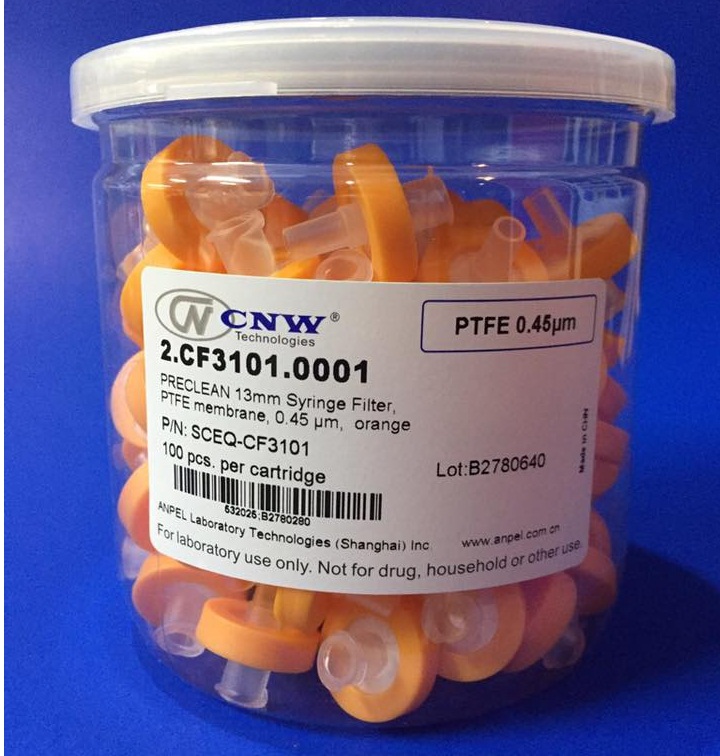 CNW®
Technologies
PTFE 0.45µm
2.CF3101.0001
PRECLEAN 13mm Syringe Filter,
PTFE membrane, 0.45 µm, orange
P/N: SCEQ-CF3101
100 pcs. per cartridge
Lot:B2780640
Made in CHN
632025;B2780280
ANPEL Laboratory Technologies (Shanghai) Inc
www.anpel.com.cn
For laboratory use only. Not for drug, household or other use.